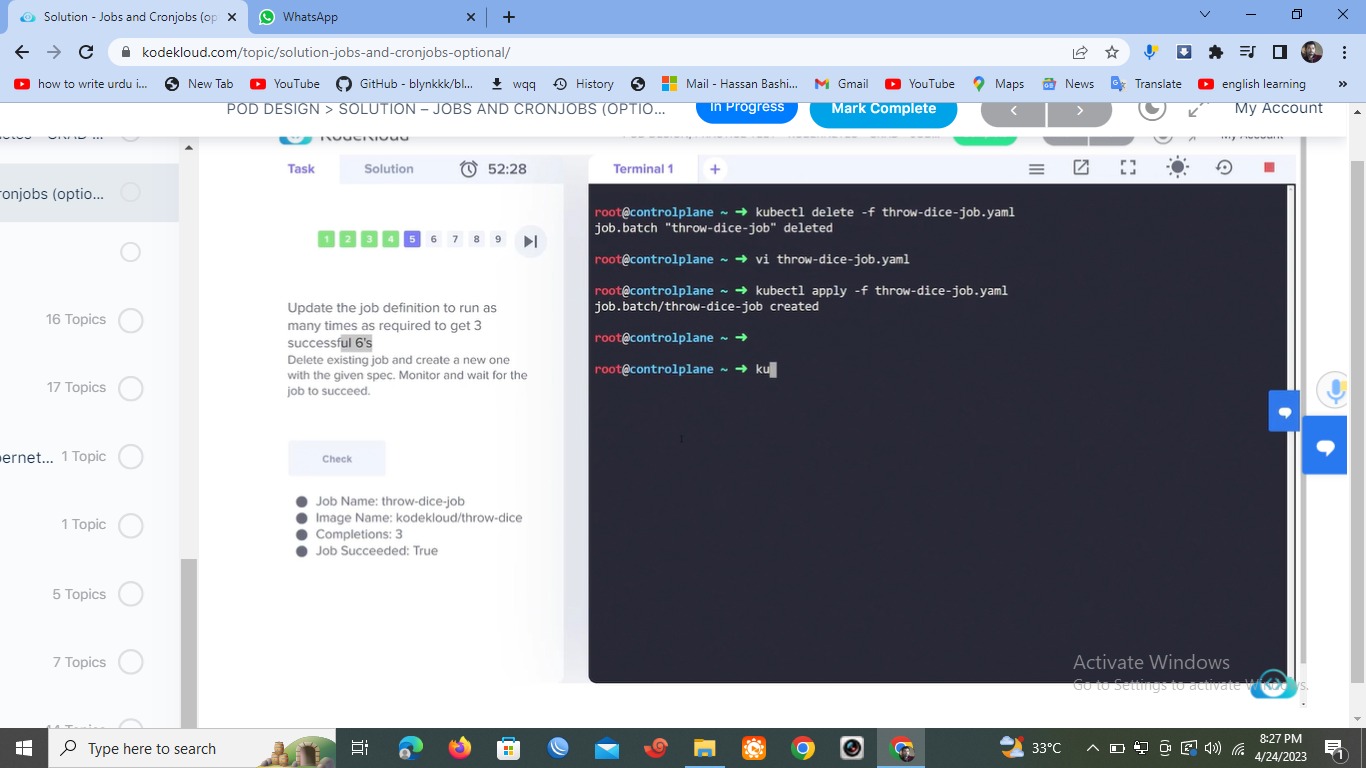 Solution - Jobs and Cronjobs (op
WhatsApp
kodekloud.com/topic/solution-jobs-and-cronjobs-optional/
how to write urdu i...
New Tab
YouTube
GitHub - bhrnkkk/kl...
wqq
History
Mail - Hassan Bashi...
Gmail
YouTube
Maps
News
Translate
english learning
»
POD DESIGN > SOLUTION – JOBS AND CRONJOBS (OPTIO...
In Progress
Mark Complete
< >
My Account
KodeKloud
My Account
Task
Solution
52:28
Terminal 1
+
ronjobs (optio...
1 2 3 4 5 6 7 8 9
16 Topics
17 Topics
pernet... 1 Topic
1 Topic
5 Topics
7 Topics
Update the job definition to run as
many times as required to get 3
successful 6's
Delete existing job and create a new one
with the given spec. Monitor and wait for the
job to succeed.
Check
Job Name: throw-dice-job
Image Name: kodekloud/throw-dice
Completions: 3
Job Succeeded: True
root@controlplane ~ ➜ kubectl delete -f throw-dice-job.yaml
job.batch "throw-dice-job" deleted
root@controlplane ~ ➜ vi throw-dice-job.yaml
root@controlplane ~ ➜ kubectl apply -f throw-dice-job.yaml
job.batch/throw-dice-job created
root@controlplane ~ ➜
root@controlplane ~ ➜ ku
Activate Windows
Go to Settings to activate Windows.
Type here to search
33°C
8:27 PM
4/24/2023
1